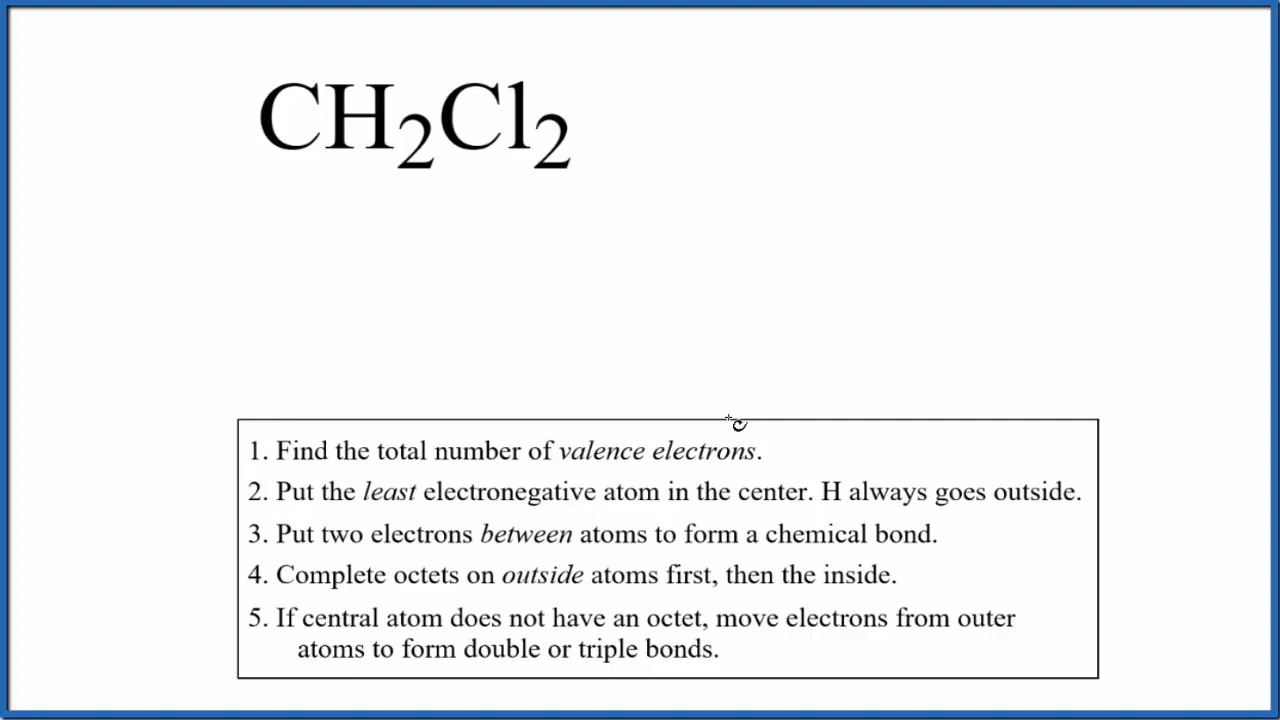 CH₂Cl₂
1. Find the total number of valence electrons.
2. Put the least electronegative atom in the center. H always goes outside.
3. Put two electrons between atoms to form a chemical bond.
4. Complete octets on outside atoms first, then the inside.
5. If central atom does not have an octet, move electrons from outer
atoms to form double or triple bonds.